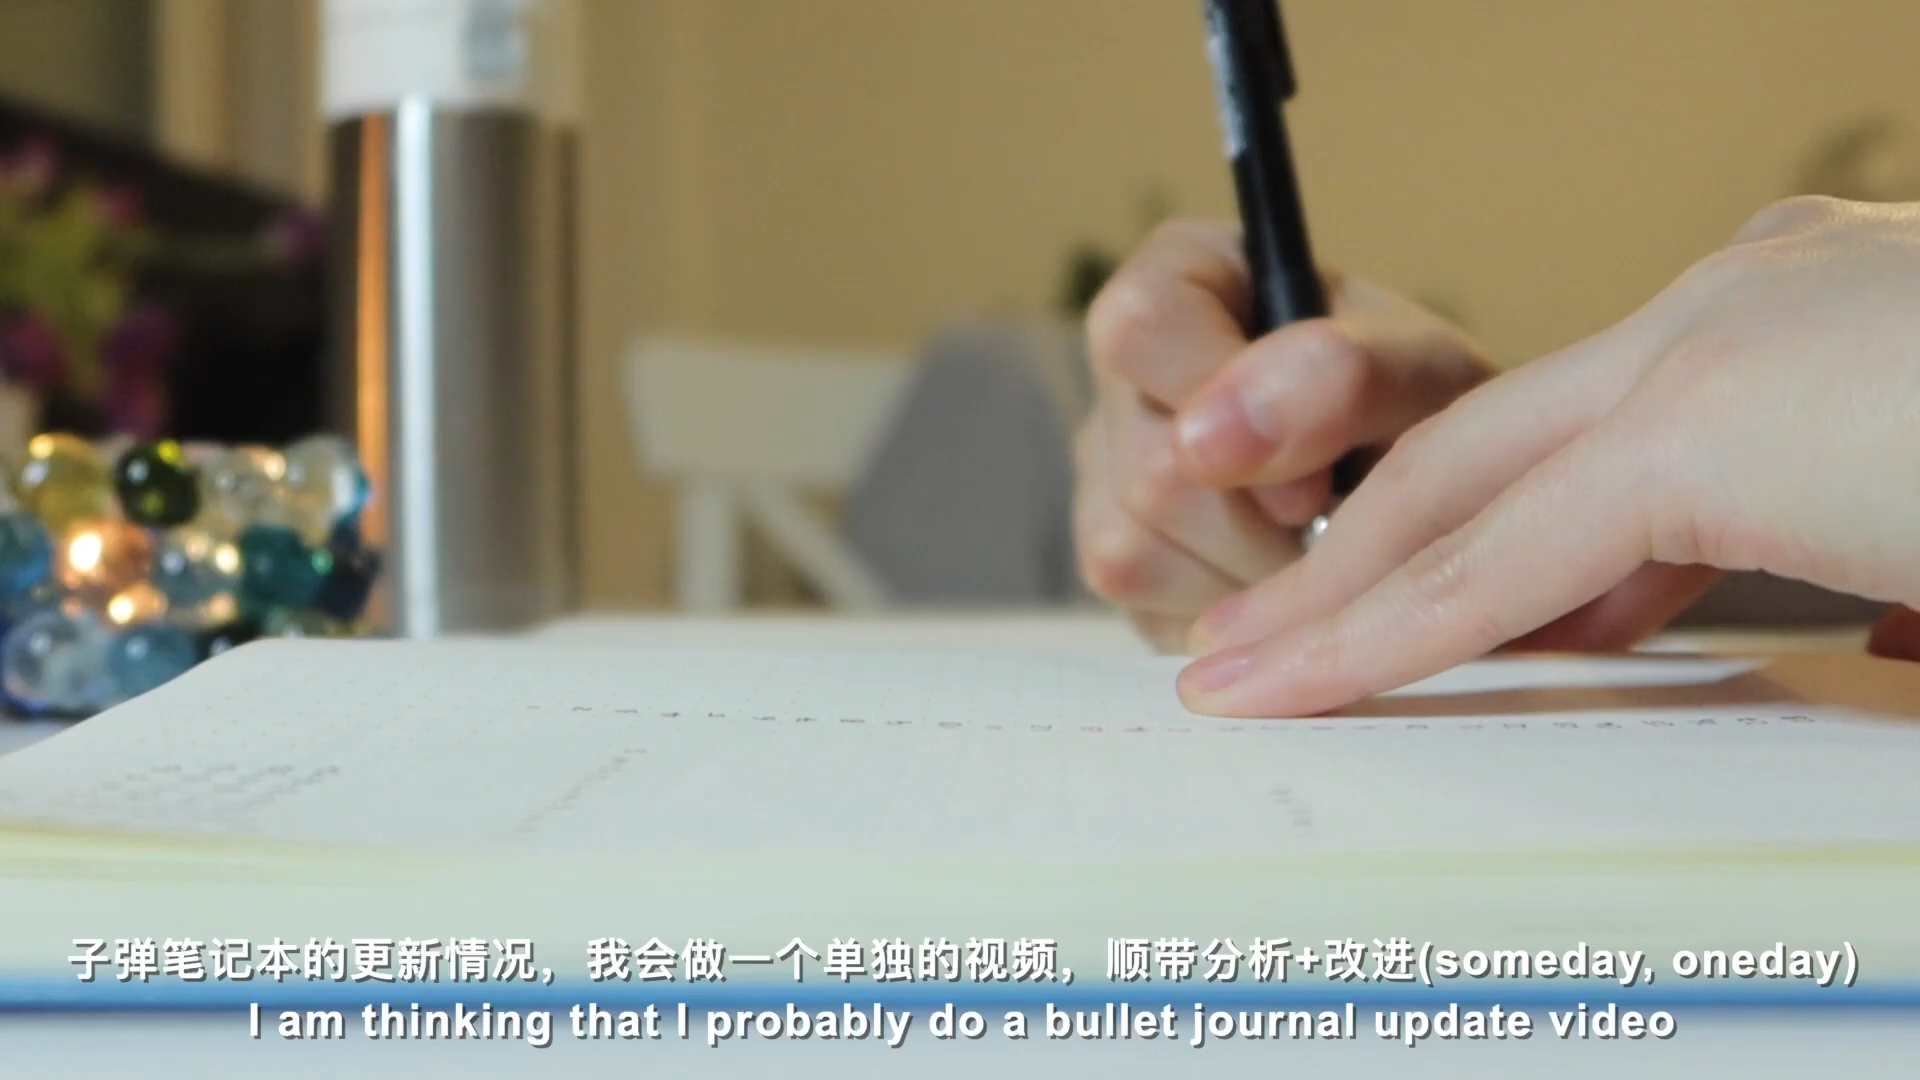 子弹笔记本的更新情况，我会做一个单独的视频，顺带分析+改进(someday, oneday)
I am thinking that I probably do a bullet journal update video